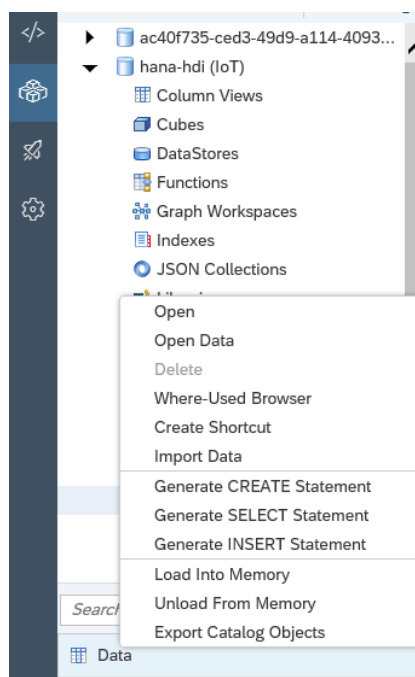 </>
ac40f735-ced3-49d9-a114-4093...
hana-hdi (IoT)
Column Views
Cubes
DataStores
Functions
Graph Workspaces
Indexes
JSON Collections
Open
Open Data
Delete
Where-Used Browser
Create Shortcut
Import Data
Generate CREATE Statement
Generate SELECT Statement
Generate INSERT Statement
Load Into Memory
Unload From Memory
Export Catalog Objects
Search
Data